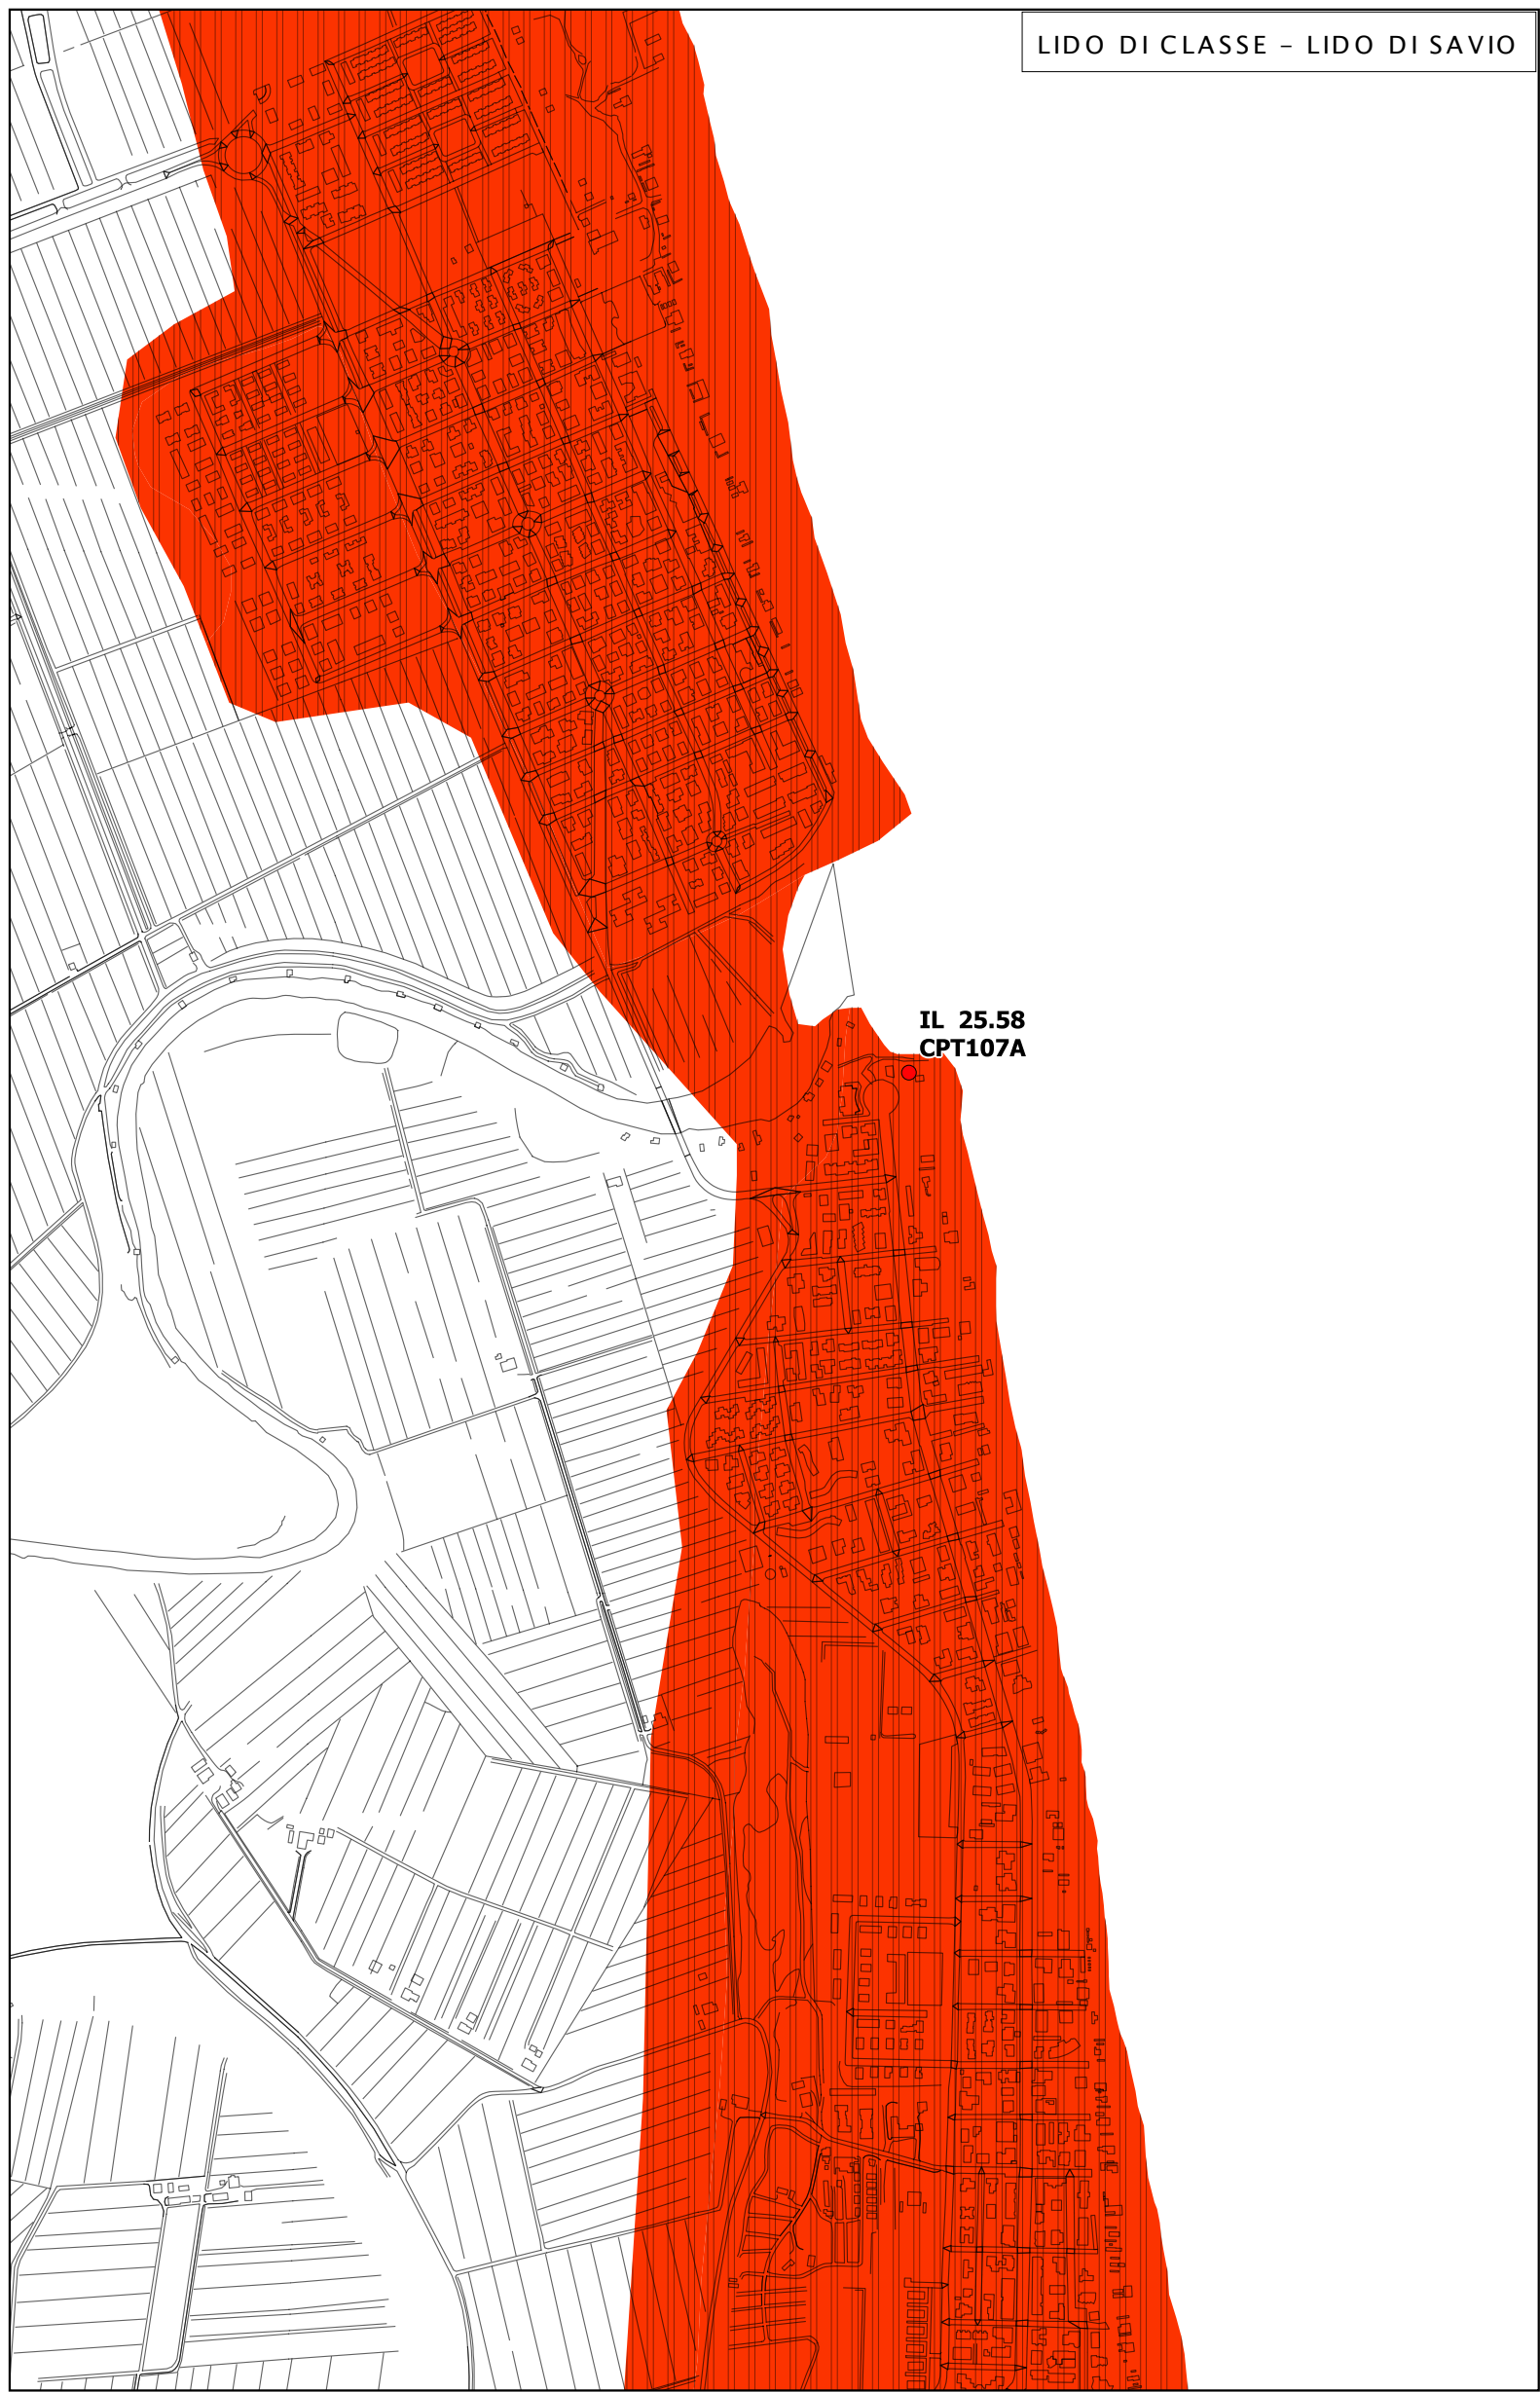 LIDO DI CLASSE – LIDO DI SAVIO
IL 25.58
CPT107A